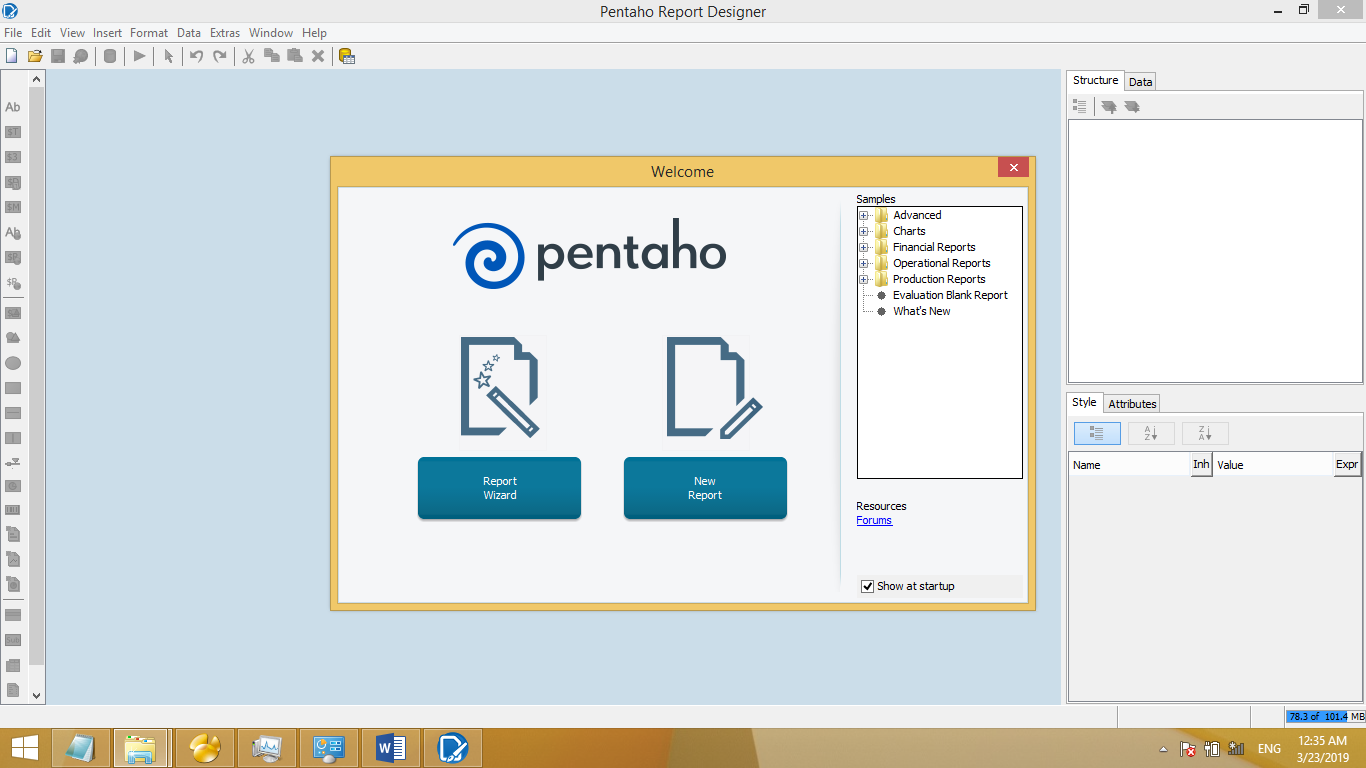 Pentaho Report Designer
File Edit View Insert Format Data Extras Window Help
Structure Data
Ab
Welcome
pentaho
Report
Wizard
New
Report
Samples
Advanced
Charts
Financial Reports
Operational Reports
Production Reports
Evaluation Blank Report
What's New
Resources
Forums
Show at startup
Style Attributes
A Z
Z A
Name Inh Value Expr
78.3 of 101.4 MB
ENG
12:35 AM
3/23/2019